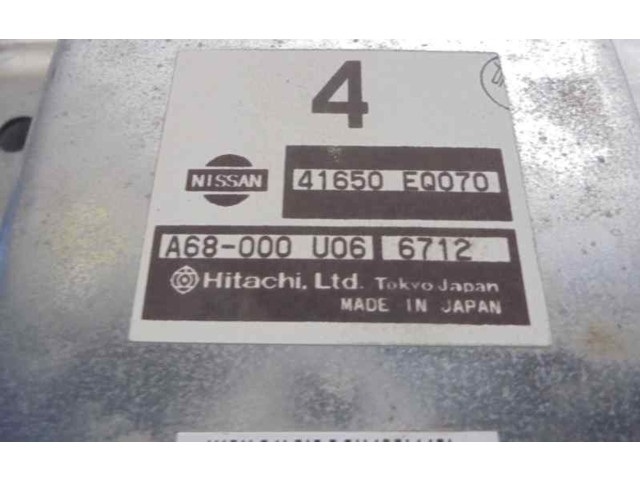 4
NISSAN 41650 EQ070
A68-000 U06 6712
Hitachi, Ltd. Tokyo Japan
MADE IN JAPAN